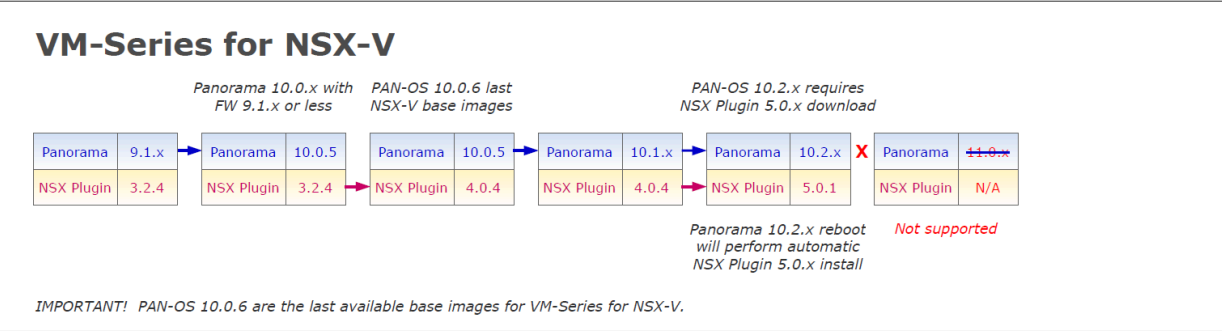 VM-Series for NSX-V
Panorama 10.0.x with
FW 9.1.x or less
PAN-OS 10.0.6 last
NSX-V base images
PAN-OS 10.2.x requires
NSX Plugin 5.0.x download
Panorama 9.1.x
NSX Plugin 3.2.4
Panorama 10.0.5
NSX Plugin 3.2.4
Panorama 10.0.5
NSX Plugin 4.0.4
Panorama 10.1.x
NSX Plugin 4.0.4
Panorama 10.2.x
NSX Plugin 5.0.1
X
Panorama 11.0.x
NSX Plugin N/A
Panorama 10.2.x reboot
will perform automatic
NSX Plugin 5.0.x install
Not supported
IMPORTANT! PAN-OS 10.0.6 are the last available base images for VM-Series for NSX-V.